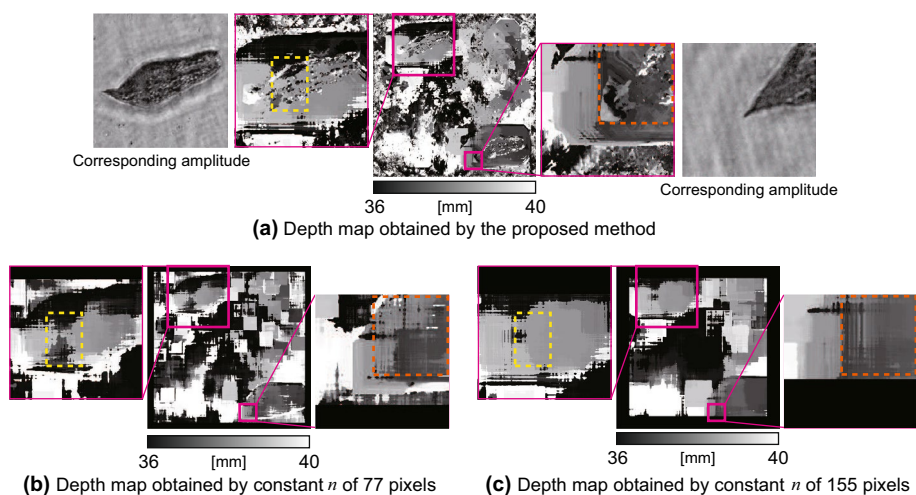 Corresponding amplitude
Corresponding amplitude
36 [mm] 40
(a) Depth map obtained by the proposed method
36 [mm] 40
36 [mm] 40
(b) Depth map obtained by constant n of 77 pixels
(c) Depth map obtained by constant n of 155 pixels